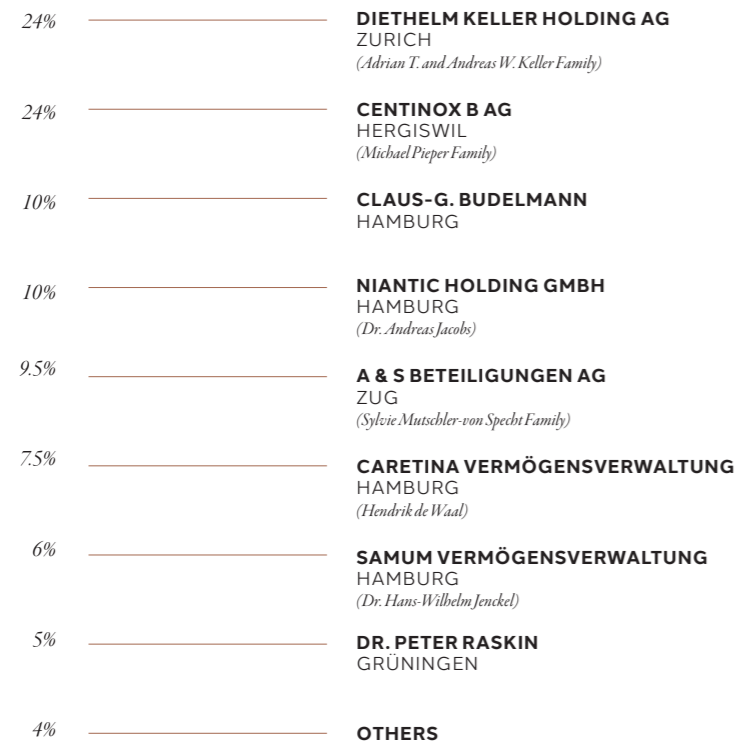 24%
DIETHELM KELLER HOLDING AG
ZURICH
(Adrian T. and Andreas W. Keller Family)
24%
CENTINOX B AG
HERGISWIL
(Michael Pieper Family)
10%
CLAUS-G. BUDELMANN
HAMBURG
10%
NIANTIC HOLDING GMBH
HAMBURG
(Dr. Andreas Jacobs)
9.5%
A & S BETEILIGUNGEN AG
ZUG
(Sylvie Mutschler-von Specht Family)
7.5%
CARETINA VERMÖGENSVERWALTUNG
HAMBURG
(Hendrik de Waal)
6%
SAMUM VERMÖGENSVERWALTUNG
HAMBURG
(Dr. Hans-Wilhelm Jenckel)
5%
DR. PETER RASKIN
GRÜNINGEN
4%
OTHERS